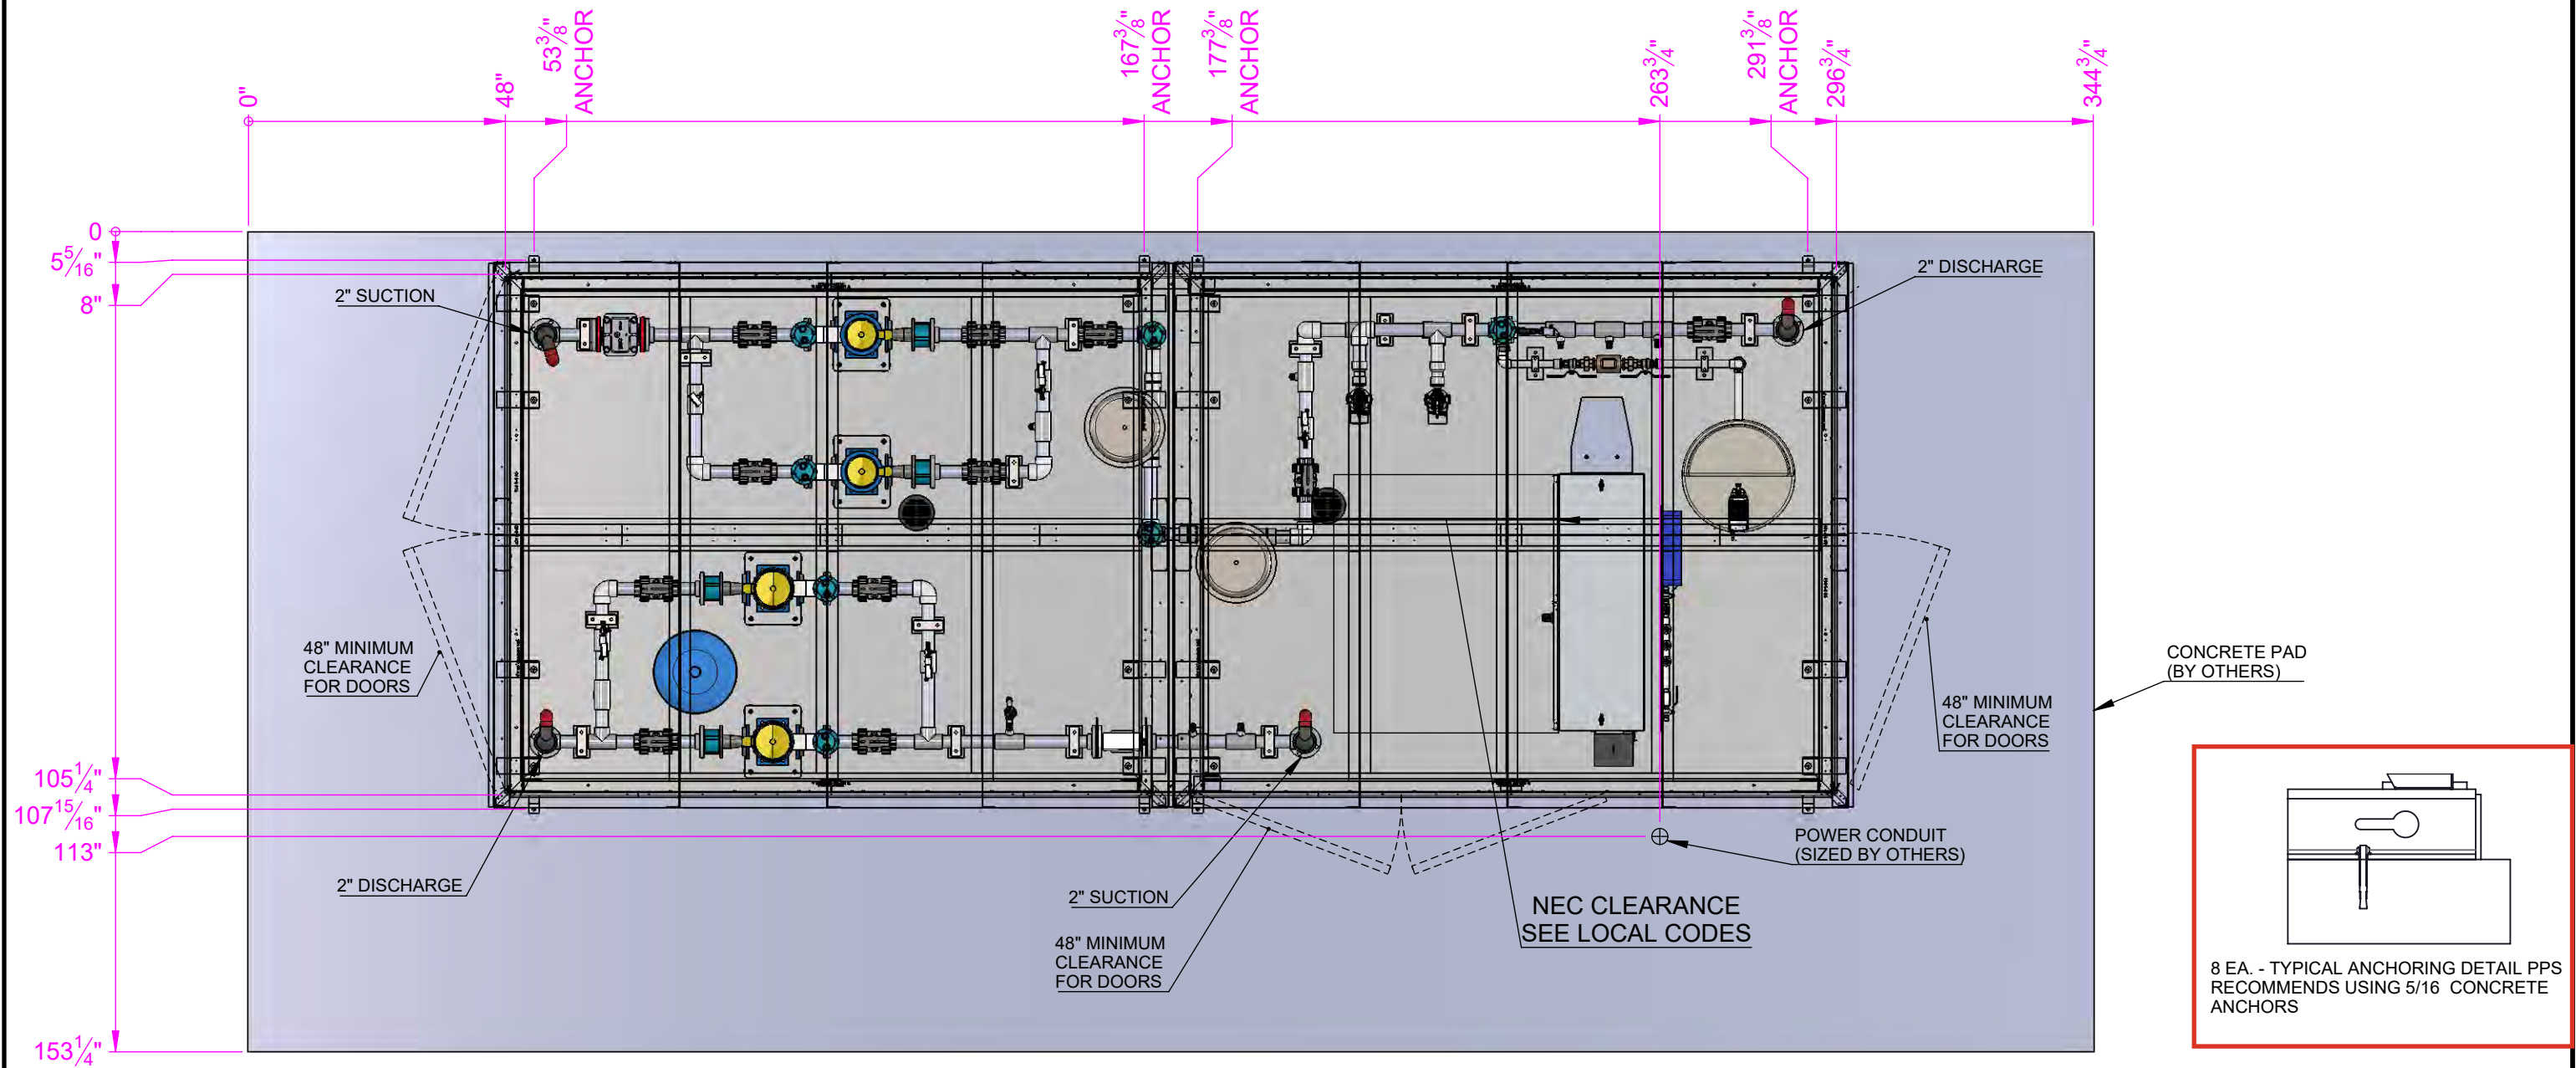 0"
48"
53 3/8"
ANCHOR
167 3/8"
ANCHOR
177 3/8"
ANCHOR
263 3/4"
291 3/8"
ANCHOR
296 3/4"
344 3/4"
0
5 5/16"
8"
105 1/4"
107 15/16"
113"
153 1/4"
2" SUCTION
2" DISCHARGE
48" MINIMUM
CLEARANCE
FOR DOORS
48" MINIMUM
CLEARANCE
FOR DOORS
CONCRETE PAD
(BY OTHERS)
POWER CONDUIT
(SIZED BY OTHERS)
2" DISCHARGE
2" SUCTION
NEC CLEARANCE
SEE LOCAL CODES
48" MINIMUM
CLEARANCE
FOR DOORS
8 EA. - TYPICAL ANCHORING DETAIL PPS
RECOMMENDS USING 5/16 CONCRETE
ANCHORS